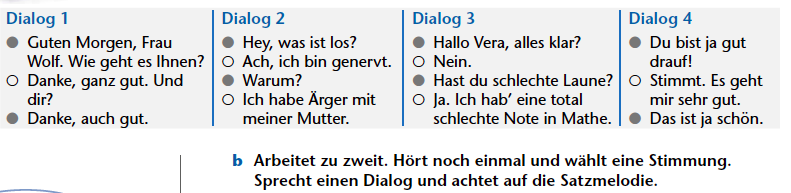 Dialog 1
● Guten Morgen, Frau
Wolf. Wie geht es Ihnen?
○ Danke, ganz gut. Und
dir?
● Danke, auch gut.
Dialog 2
● Hey, was ist los?
○ Ach, ich bin genervt.
● Warum?
○ Ich habe Ärger mit
meiner Mutter.
Dialog 3
● Hallo Vera, alles klar?
○ Nein.
● Hast du schlechte Laune?
○ Ja. Ich hab’ eine total
schlechte Note in Mathe.
Dialog 4
● Du bist ja gut
drauf!
○ Stimmt. Es geht
mir sehr gut.
● Das ist ja schön.
b Arbeitet zu zweit. Hört noch einmal und wählt eine Stimmung.
Sprecht einen Dialog und achtet auf die Satzmelodie.